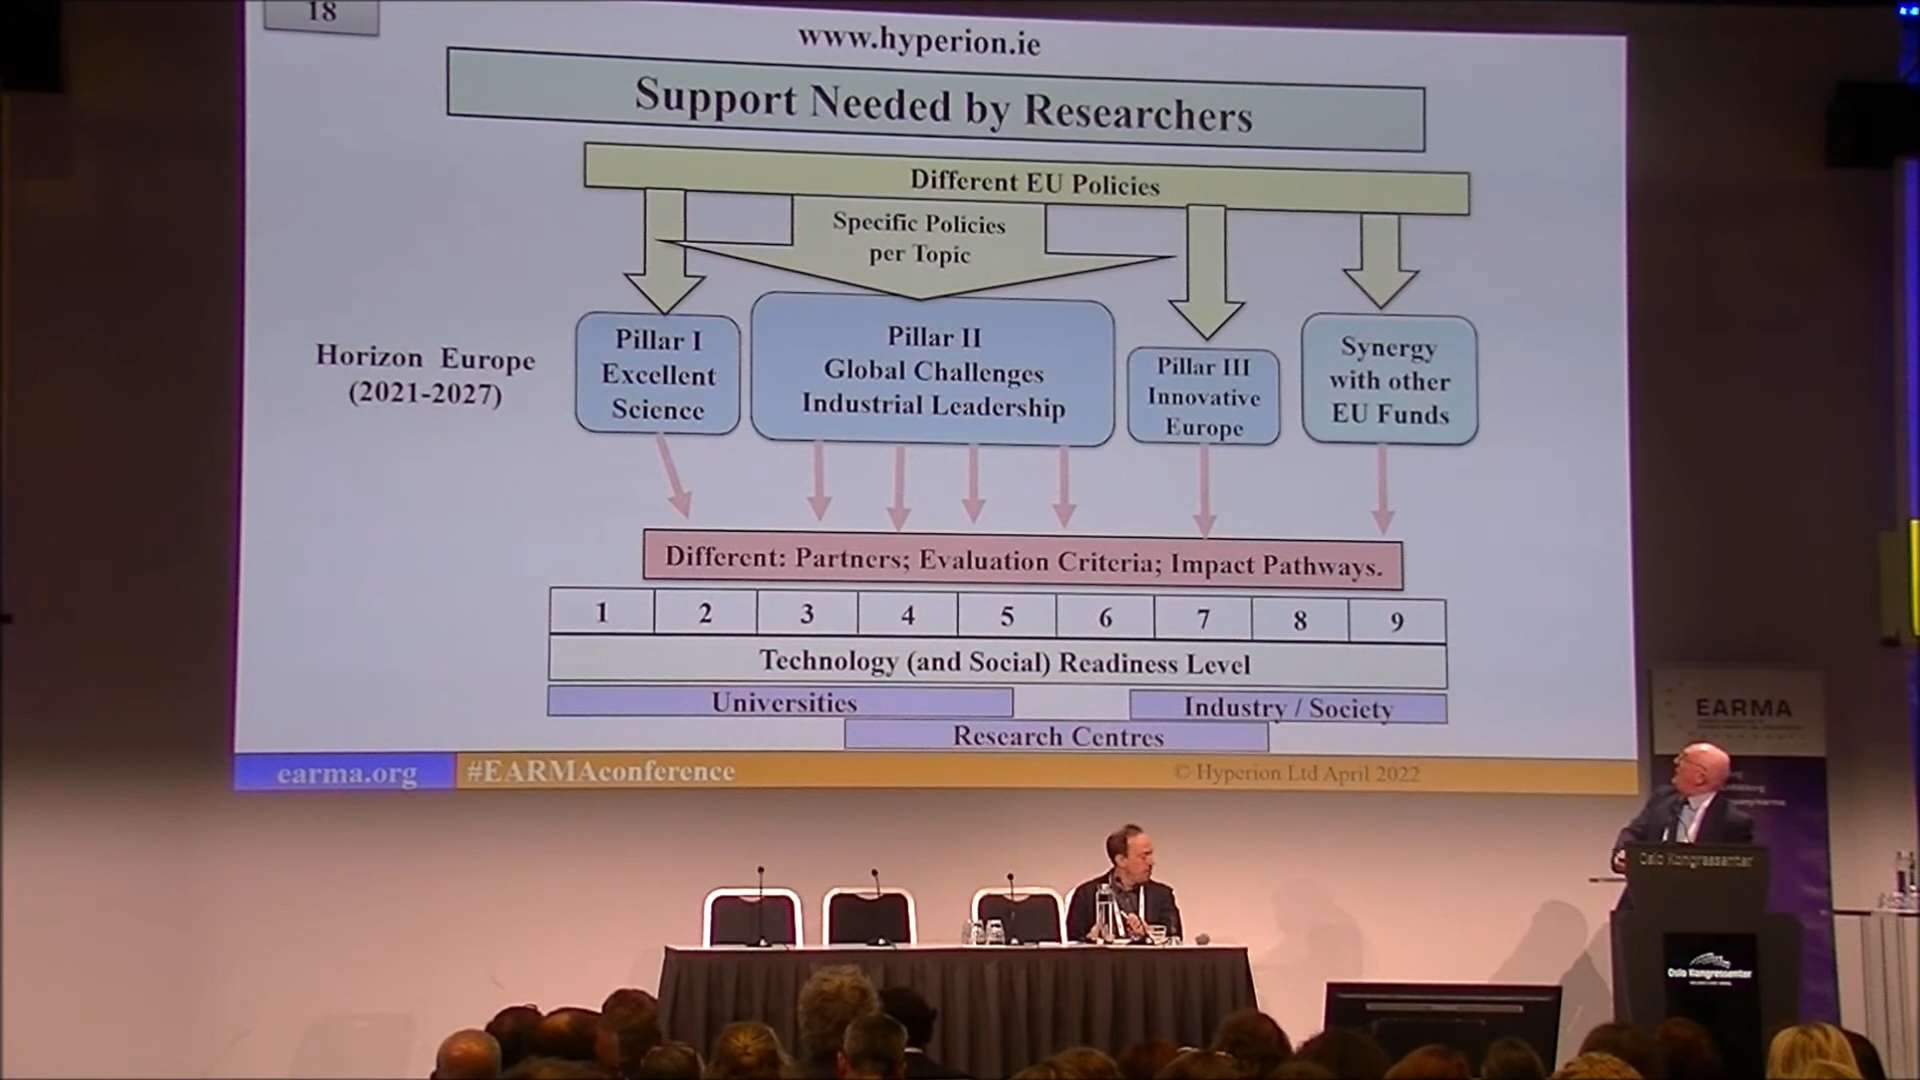 18
www.hyperion.ie
Support Needed by Researchers
Different EU Policies
Specific Policies
per Topic
Horizon Europe
(2021-2027)
Pillar I
Excellent
Science
Pillar II
Global Challenges
Industrial Leadership
Pillar III
Innovative
Europe
Synergy
with other
EU Funds
Different: Partners; Evaluation Criteria; Impact Pathways.
1 2 3 4 5 6 7 8 9
Technology (and Social) Readiness Level
Universities
Industry / Society
Research Centres
earma.org
#EARMAconference
© Hyperion Ltd April 2022
EARMA
Oslo Kongressenter
Oslo Kongressenter